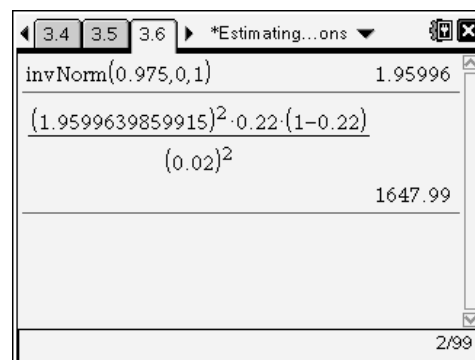 3.4 3.5 3.6 *Estimating...ons
invNorm(0.975,0,1) 1.95996
(1.9599639859915)²·0.22·(1−0.22)
(0.02)²
1647.99
2/99